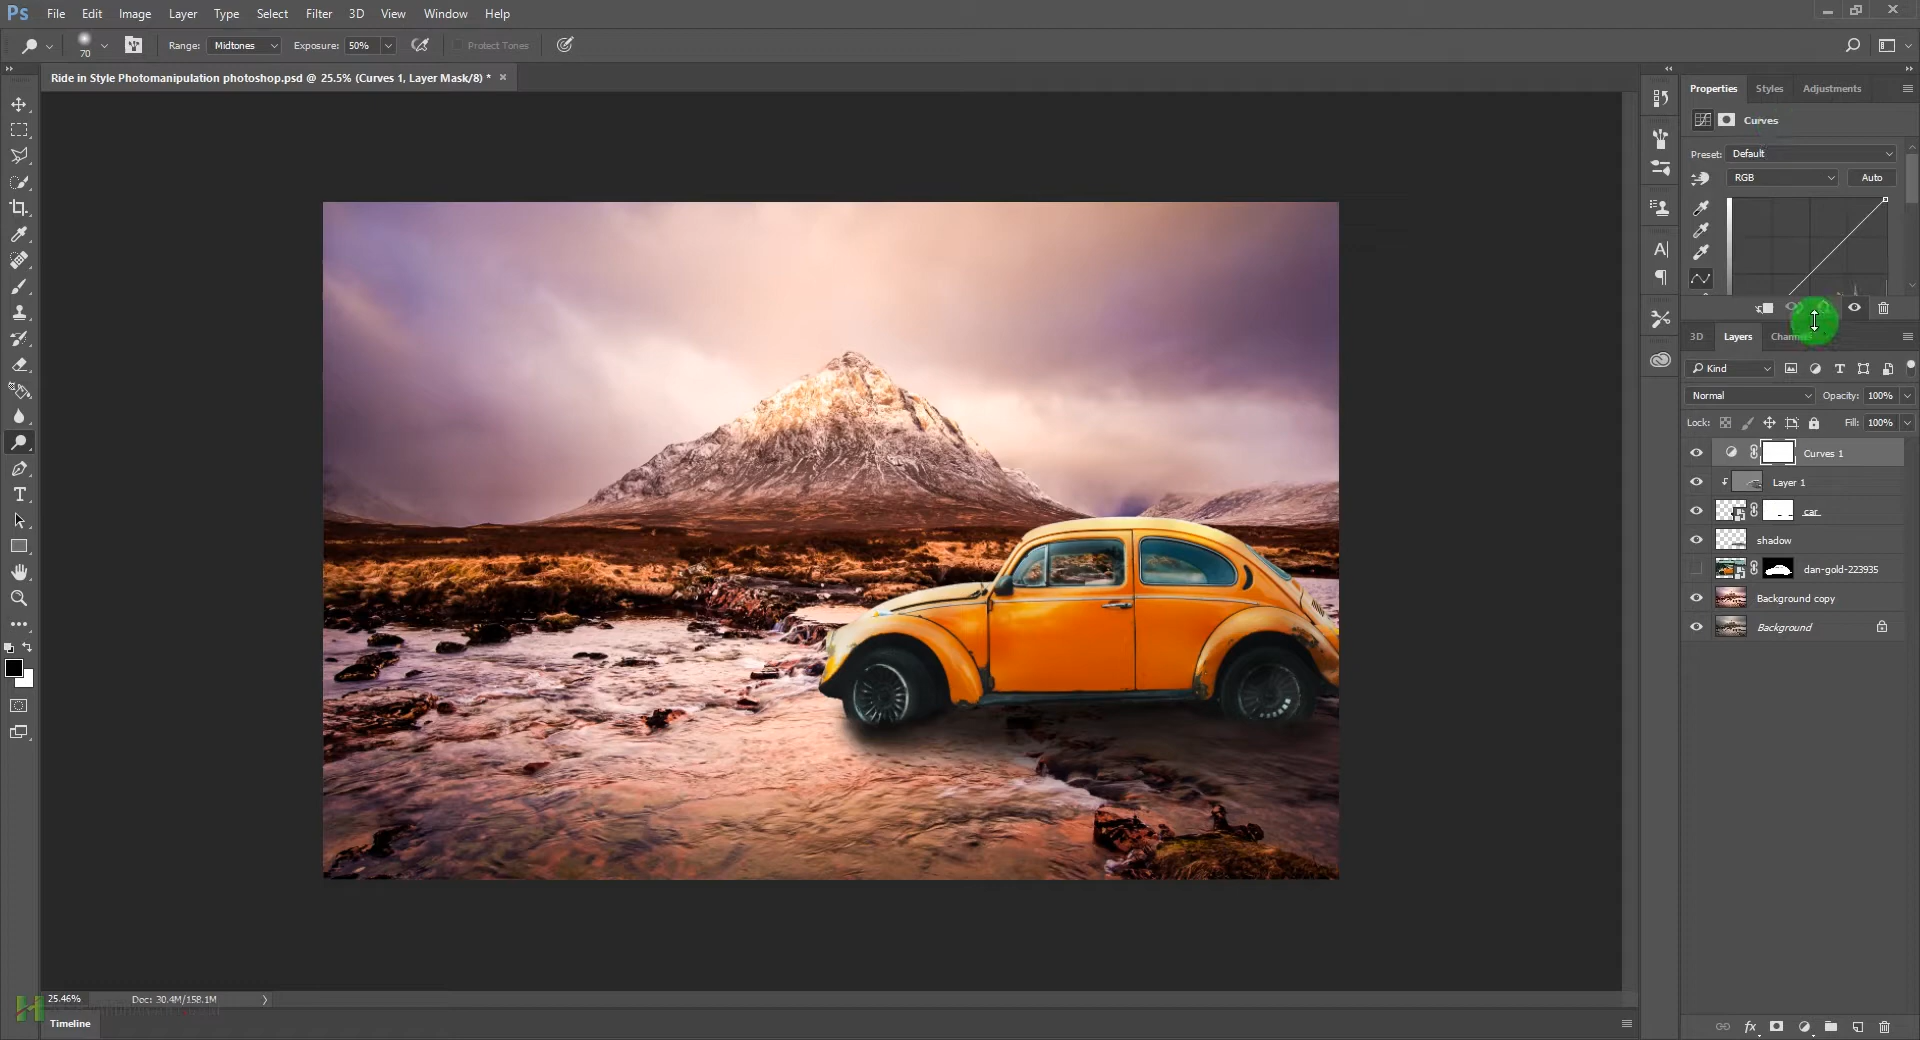 Ps File Edit Image Layer Type Select Filter 3D View Window Help
70 Range: Midtones Exposure: 50% Protect Tones
Ride in Style Photomanipulation photoshop.psd @ 25.5% (Curves 1, Layer Mask/8) * ×
Properties Styles Adjustments
Curves
Preset: Default
RGB Auto
3D Layers
Kind
Normal Opacity: 100%
Lock: Fill: 100%
Curves 1
Layer 1
car
shadow
dan-gold-223935
Background copy
Background
25.46% Doc: 30.4M/158.1M
Timeline